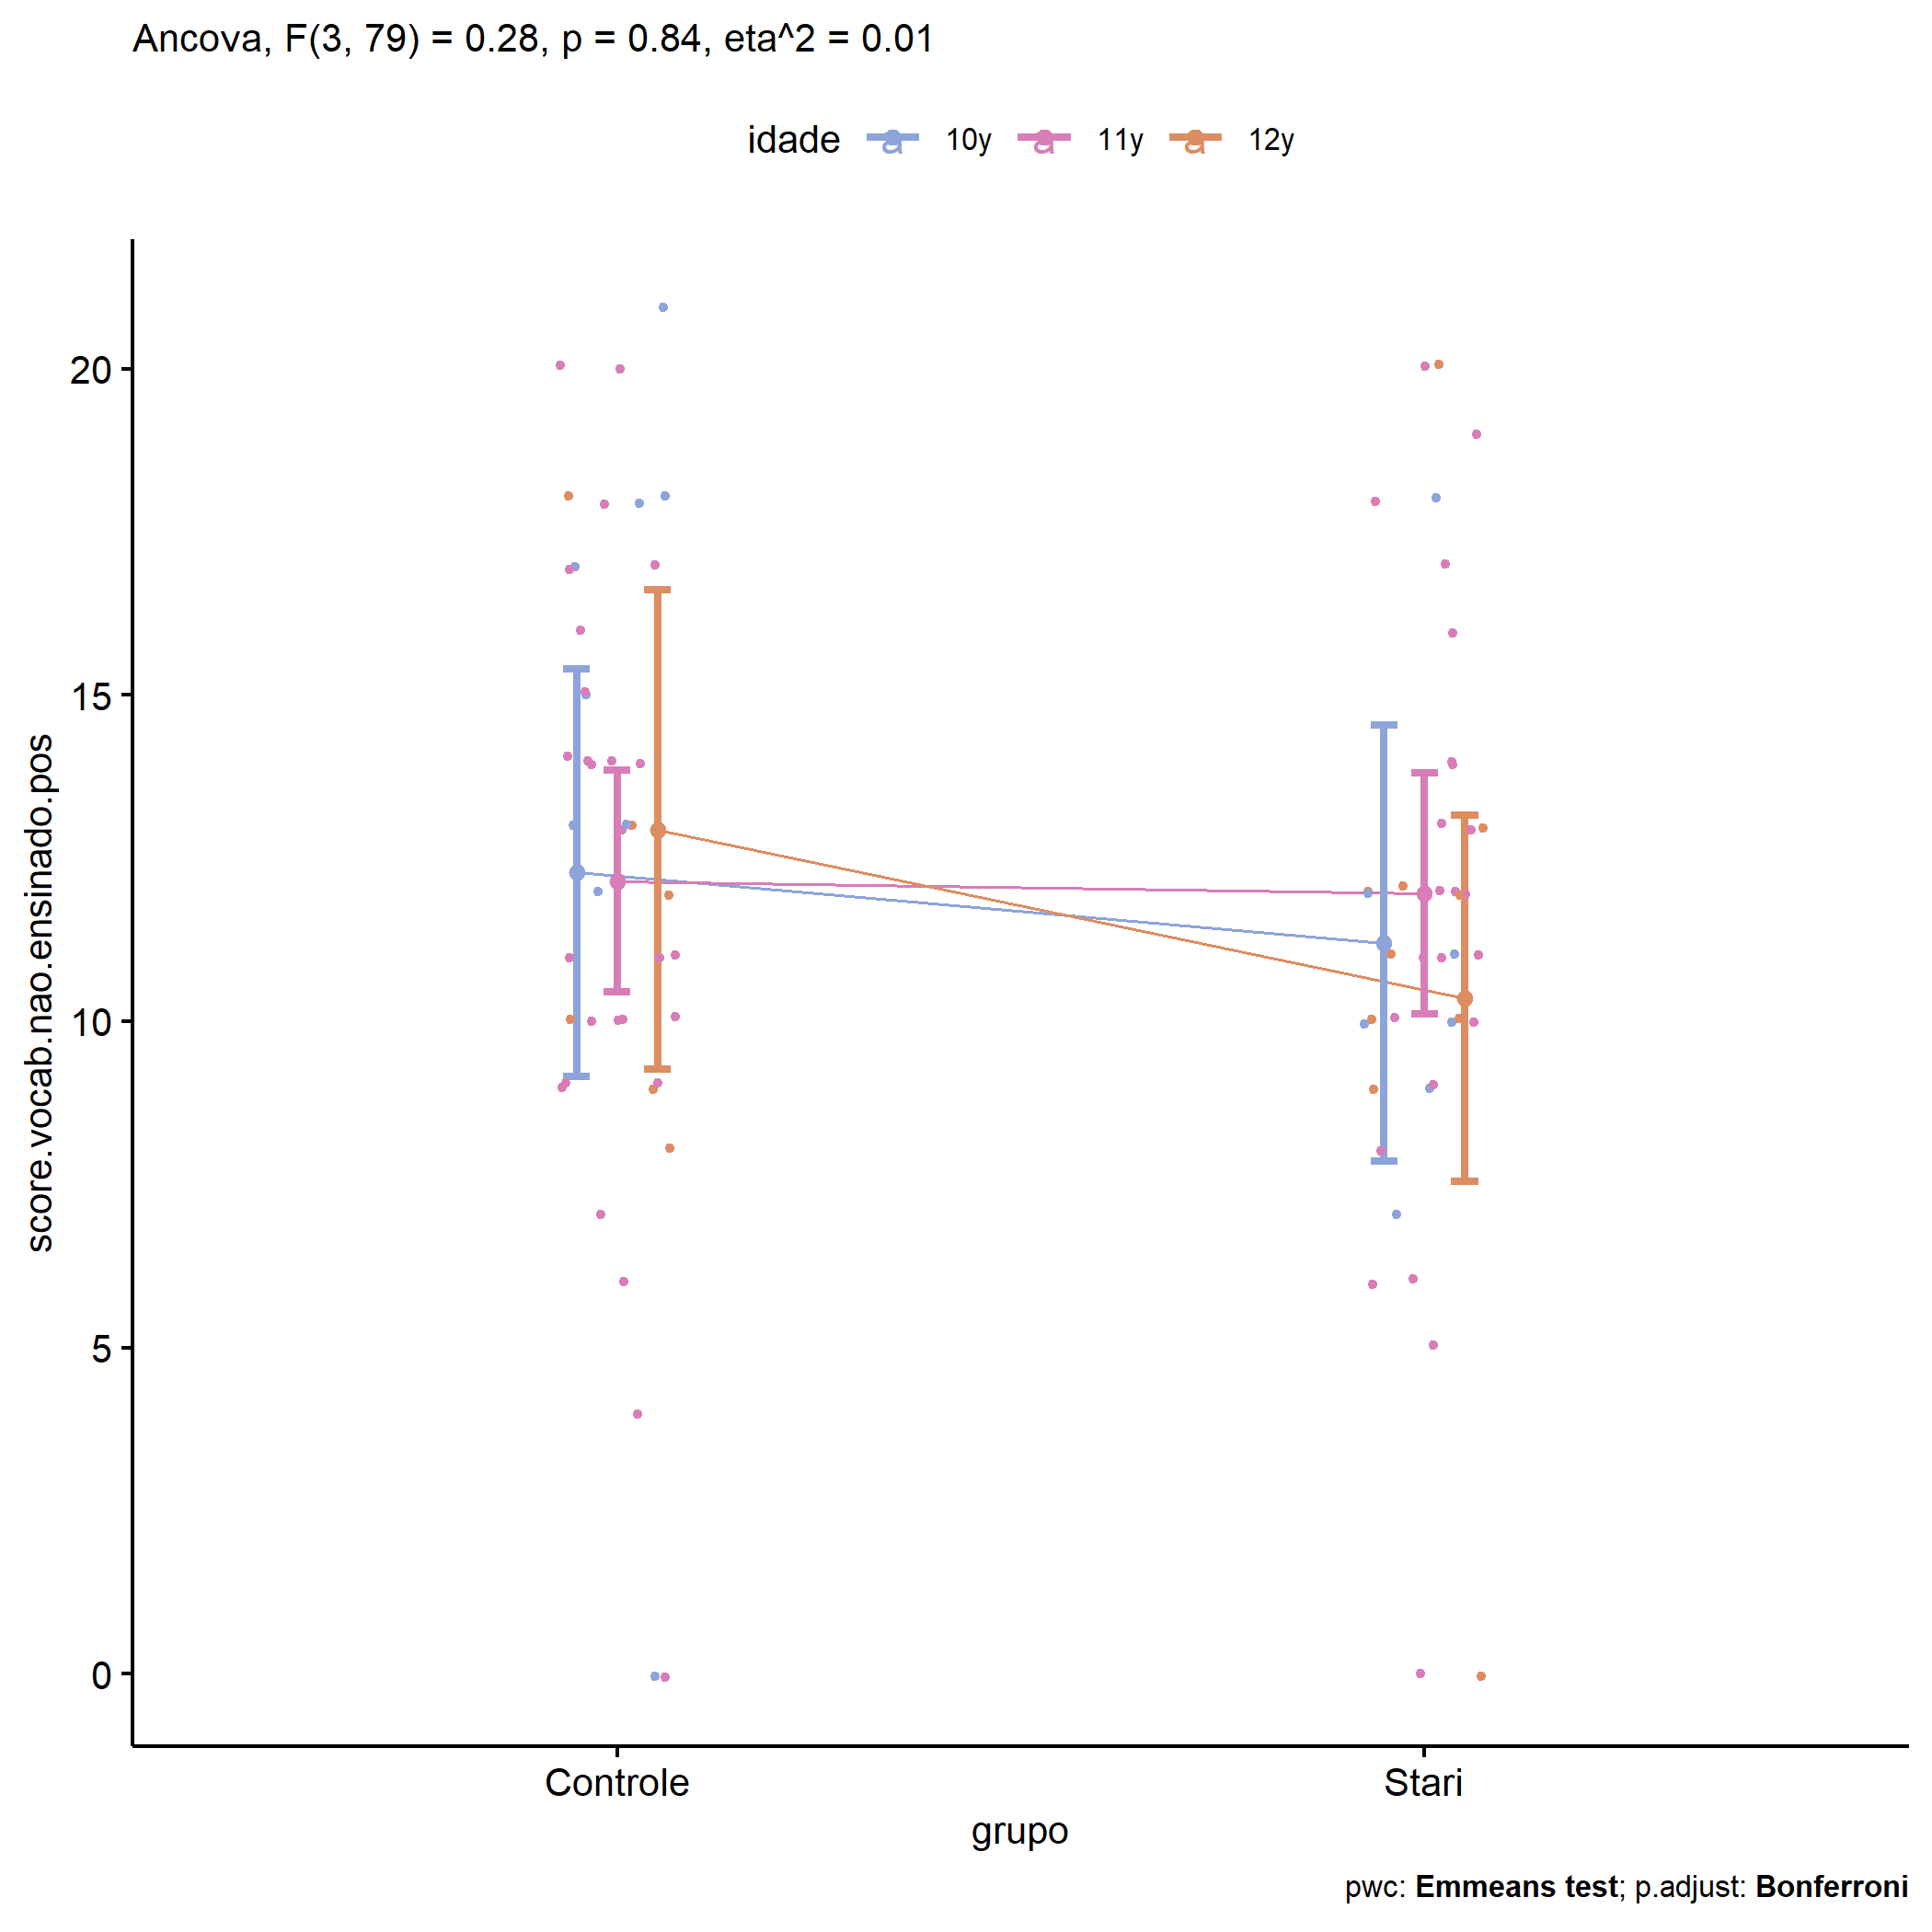 Ancova, F(3, 79) = 0.28, p = 0.84, eta^2 = 0.01
idade a 10y a 11y a 12y
score.vocab.nao.ensinado.pos
20
15
10
5
0
Controle Stari
grupo
pwc: Emmeans test; p.adjust: Bonferroni